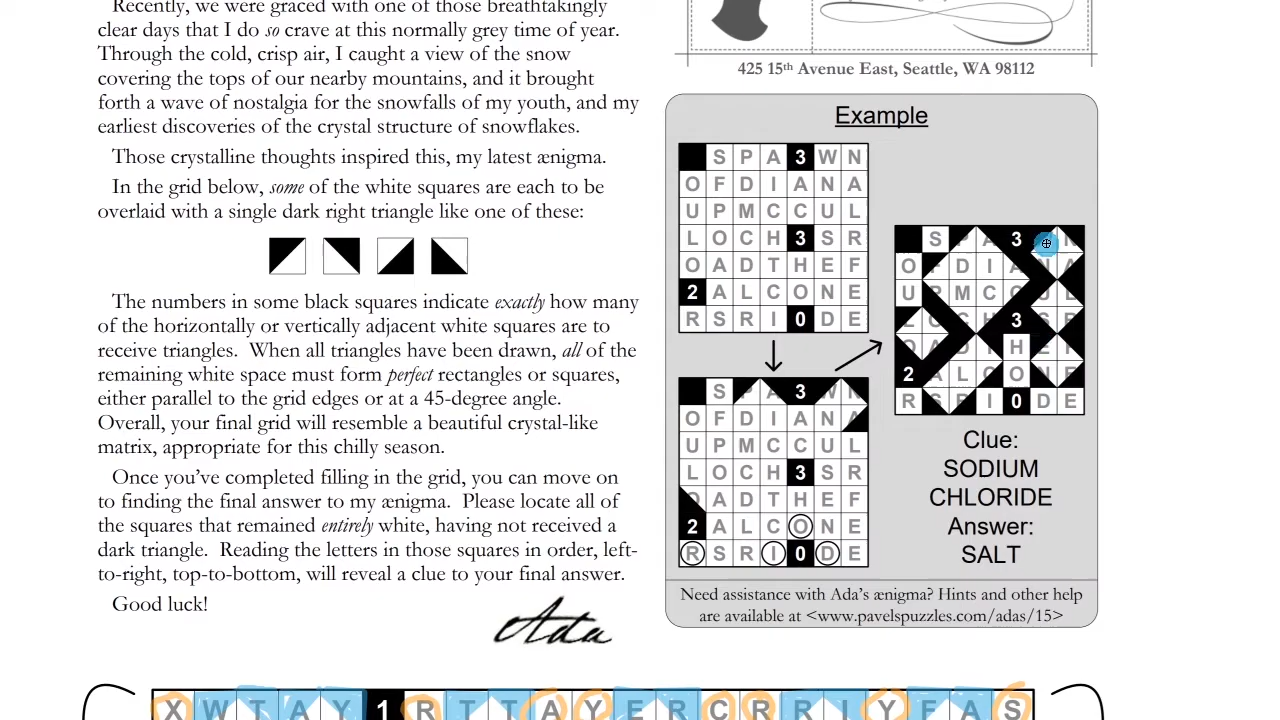 Recently, we were graced with one of those breathtakingly
clear days that I do so crave at this normally grey time of year.
Through the cold, crisp air, I caught a view of the snow
covering the tops of our nearby mountains, and it brought
forth a wave of nostalgia for the snowfalls of my youth, and my
earliest discoveries of the crystal structure of snowflakes.
Those crystalline thoughts inspired this, my latest ænigma.
In the grid below, some of the white squares are each to be
overlaid with a single dark right triangle like one of these:
The numbers in some black squares indicate exactly how many
of the horizontally or vertically adjacent white squares are to
receive triangles. When all triangles have been drawn, all of the
remaining white space must form perfect rectangles or squares,
either parallel to the grid edges or at a 45-degree angle.
Overall, your final grid will resemble a beautiful crystal-like
matrix, appropriate for this chilly season.
Once you've completed filling in the grid, you can move on
to finding the final answer to my ænigma. Please locate all of
the squares that remained entirely white, having not received a
dark triangle. Reading the letters in those squares in order, left-
to-right, top-to-bottom, will reveal a clue to your final answer.
Good luck!
Ada
425 15th Avenue East, Seattle, WA 98112
Example
S P A 3 W N
O F D I A N A
U P M C C U L
L O C H 3 S R
O A D T H E F
2 A L C O N E
R S R I 0 D E
S P A 3 W N
O F D I A N A
U P M C C U L
L O C H 3 S R
O A D T H E F
2 A L C O N E
R S R I 0 D E
S P A 3 N
O F D I A N A
U P M C C U L
L O C H 3 S R
O A D T H E F
2 A L C O N E
R S R I 0 D E
Clue:
SODIUM
CHLORIDE
Answer:
SALT
Need assistance with Ada's ænigma? Hints and other help
are available at <www.pavelspuzzles.com/adas/15>
X W T A Y 1 R T T A Y E R C R R I Y F A S